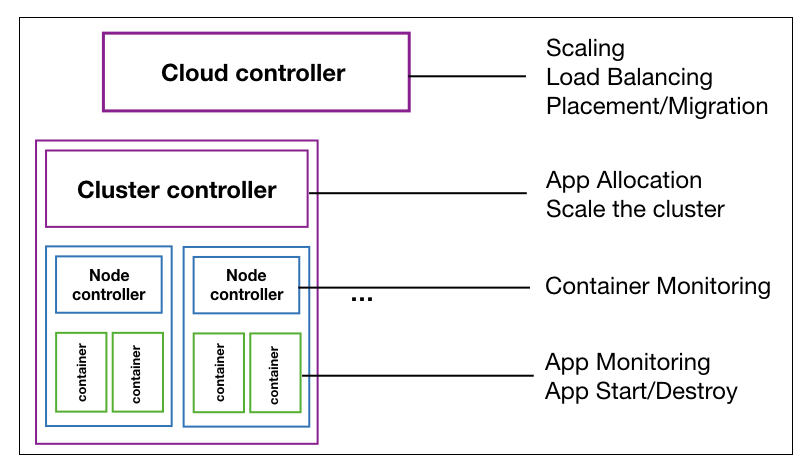 Cloud controller
Scaling
Load Balancing
Placement/Migration
Cluster controller
App Allocation
Scale the cluster
Node
controller
Node
controller
...
Container Monitoring
container
container
container
container
App Monitoring
App Start/Destroy